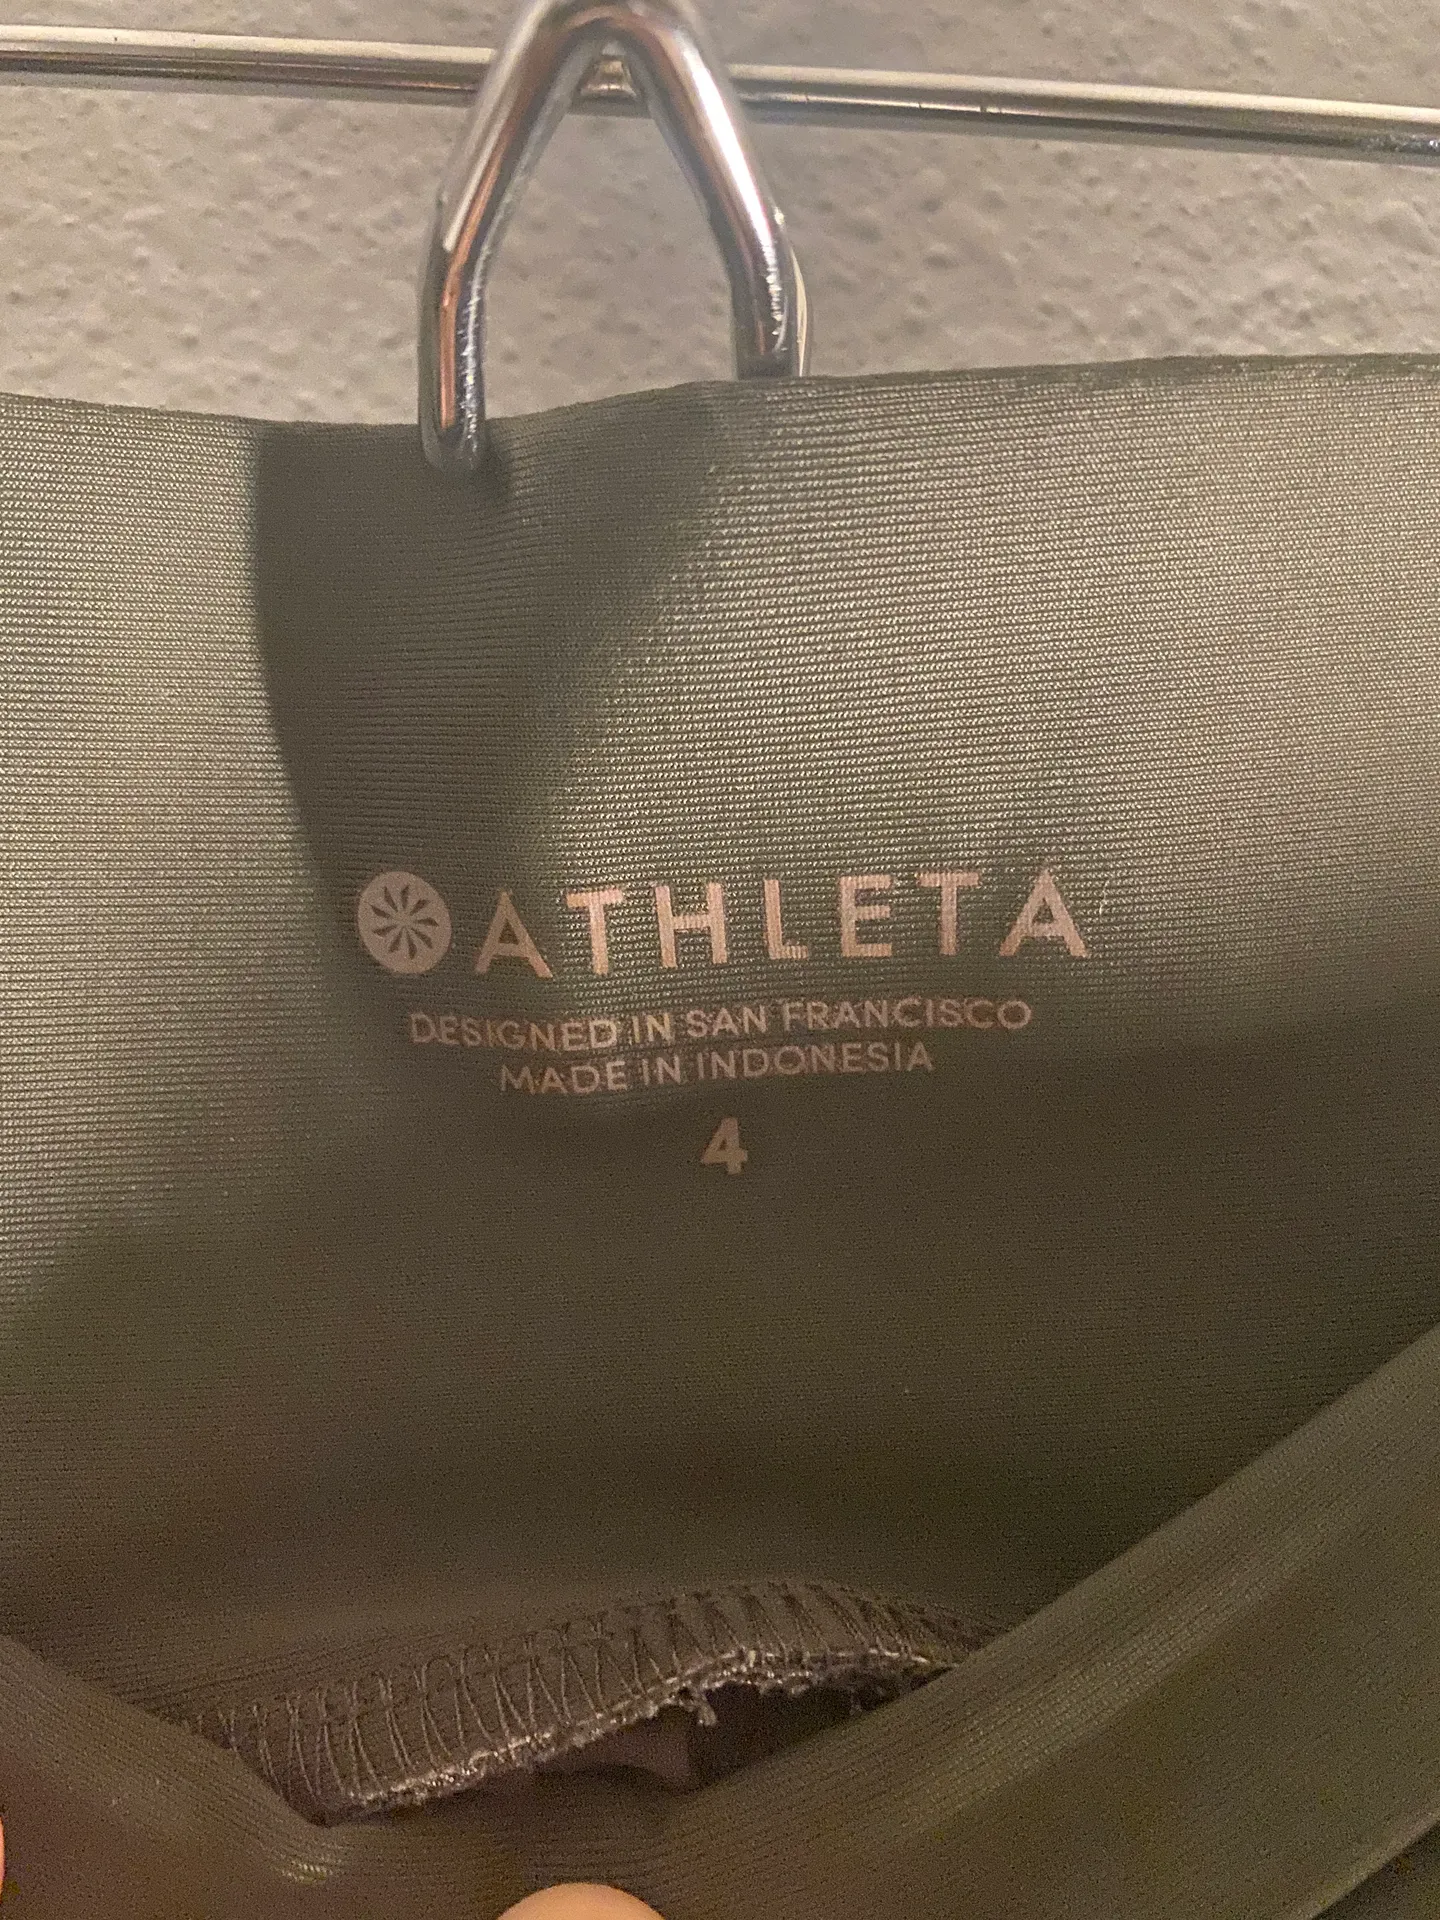 ATHLETA
DESIGNED IN SAN FRANCISCO
MADE IN INDONESIA
4